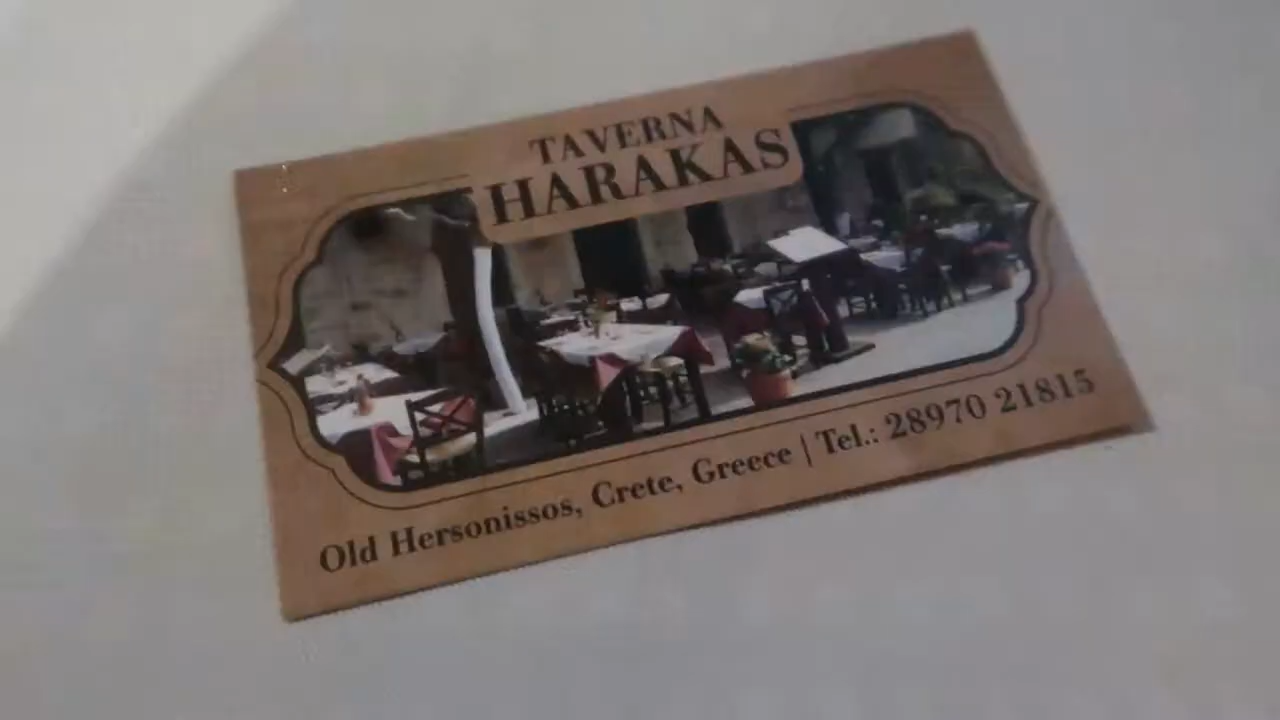 TAVERNA
HARAKAS
Old Hersonissos, Crete, Greece | Tel.: 28970 21815